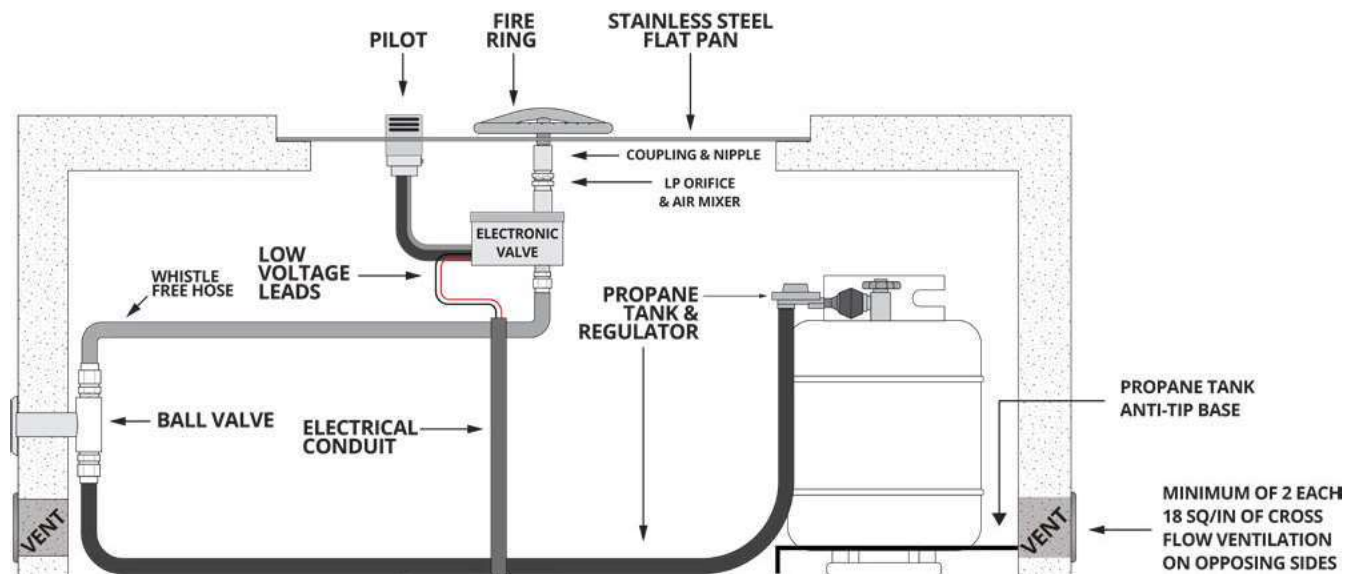 PILOT
FIRE
RING
STAINLESS STEEL
FLAT PAN
COUPLING & NIPPLE
LP ORIFICE
& AIR MIXER
ELECTRONIC
VALVE
LOW
VOLTAGE
LEADS
WHISTLE
FREE HOSE
PROPANE
TANK &
REGULATOR
BALL VALVE
ELECTRICAL
CONDUIT
PROPANE TANK
ANTI-TIP BASE
VENT
VENT
MINIMUM OF 2 EACH
18 SQ/IN OF CROSS
FLOW VENTILATION
ON OPPOSING SIDES